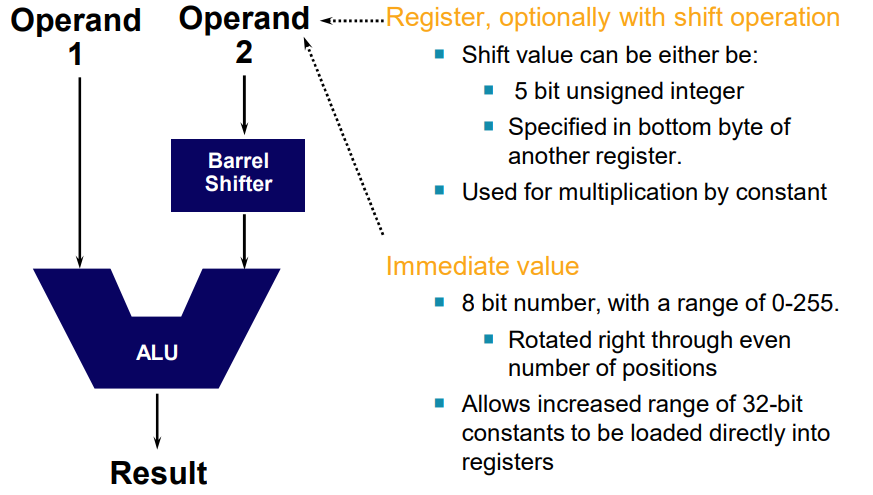 Operand
1
Operand
2
Barrel
Shifter
ALU
Result
Register, optionally with shift operation
Shift value can be either be:
5 bit unsigned integer
Specified in bottom byte of
another register.
Used for multiplication by constant
Immediate value
8 bit number, with a range of 0-255.
Rotated right through even
number of positions
Allows increased range of 32-bit
constants to be loaded directly into
registers